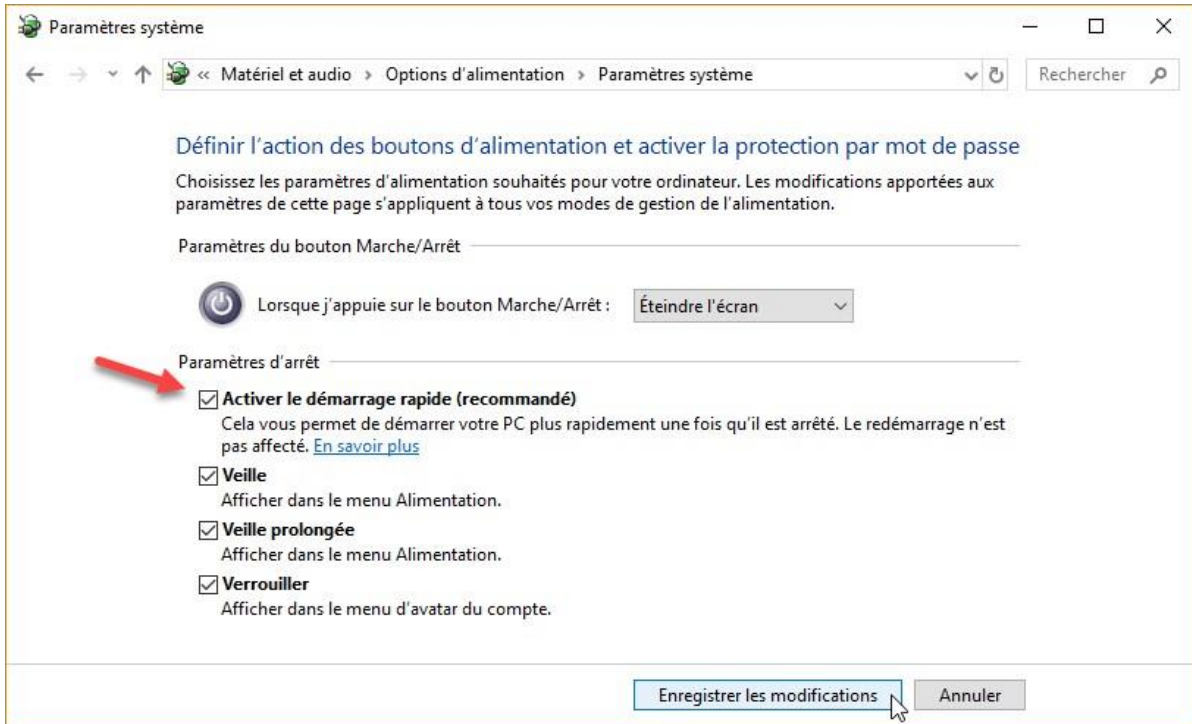 Paramètres système
« Matériel et audio > Options d'alimentation > Paramètres système
Rechercher
Définir l'action des boutons d'alimentation et activer la protection par mot de passe
Choisissez les paramètres d'alimentation souhaités pour votre ordinateur. Les modifications apportées aux
paramètres de cette page s'appliquent à tous vos modes de gestion de l'alimentation.
Paramètres du bouton Marche/Arrêt
Lorsque j'appuie sur le bouton Marche/Arrêt :
Éteindre l'écran
Paramètres d'arrêt
Activer le démarrage rapide (recommandé)
Cela vous permet de démarrer votre PC plus rapidement une fois qu'il est arrêté. Le redémarrage n'est
pas affecté. En savoir plus
Veille
Afficher dans le menu Alimentation.
Veille prolongée
Afficher dans le menu Alimentation.
Verrouiller
Afficher dans le menu d'avatar du compte.
Enregistrer les modifications
Annuler